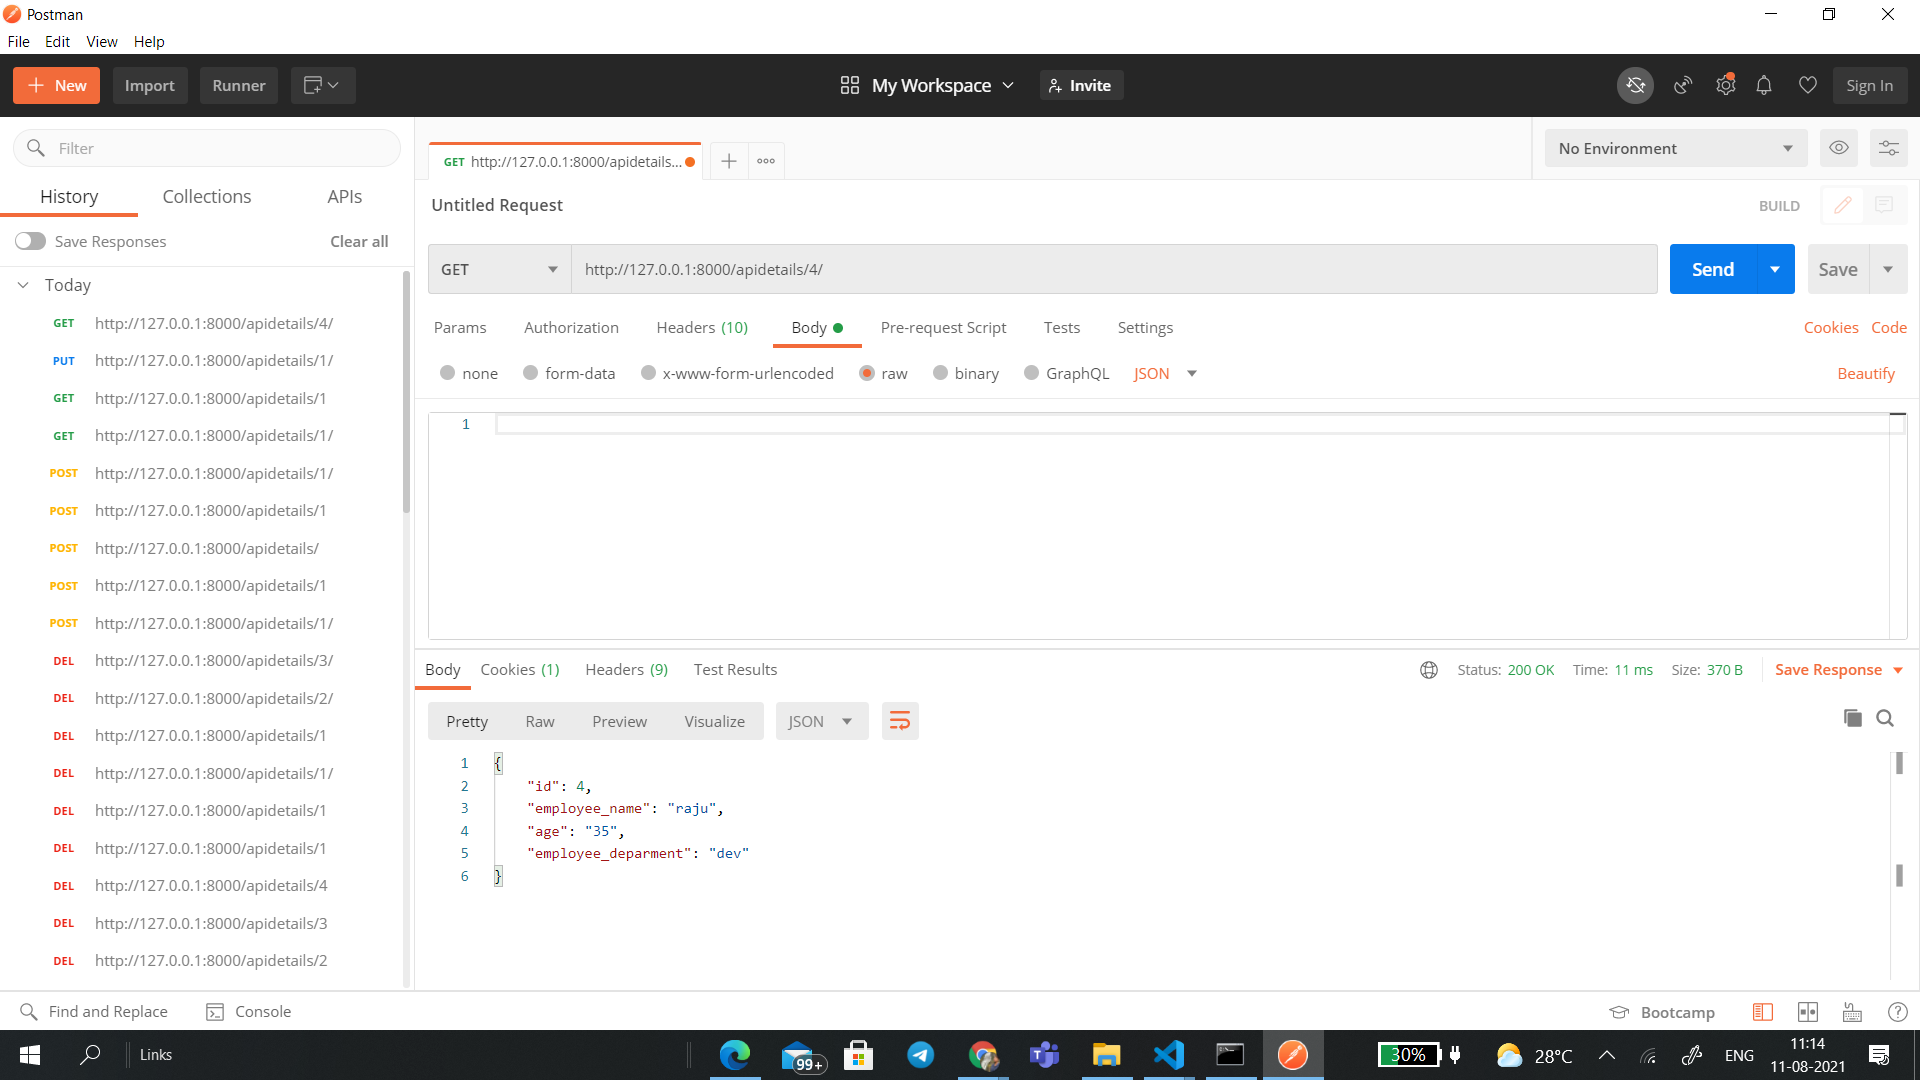 Postman
File Edit View Help
New Import Runner My Workspace Invite Sign In
Filter
History Collections APIs
Save Responses Clear all
Today
GET http://127.0.0.1:8000/apidetails/4/
PUT http://127.0.0.1:8000/apidetails/1/
GET http://127.0.0.1:8000/apidetails/1
GET http://127.0.0.1:8000/apidetails/1/
POST http://127.0.0.1:8000/apidetails/1/
POST http://127.0.0.1:8000/apidetails/1
POST http://127.0.0.1:8000/apidetails/
POST http://127.0.0.1:8000/apidetails/1
POST http://127.0.0.1:8000/apidetails/1/
DEL http://127.0.0.1:8000/apidetails/3/
DEL http://127.0.0.1:8000/apidetails/2/
DEL http://127.0.0.1:8000/apidetails/1
DEL http://127.0.0.1:8000/apidetails/1/
DEL http://127.0.0.1:8000/apidetails/1
DEL http://127.0.0.1:8000/apidetails/1
DEL http://127.0.0.1:8000/apidetails/4
DEL http://127.0.0.1:8000/apidetails/3
DEL http://127.0.0.1:8000/apidetails/2
GET http://127.0.0.1:8000/apidetails... No Environment
Untitled Request BUILD
GET http://127.0.0.1:8000/apidetails/4/ Send Save
Params Authorization Headers (10) Body Pre-request Script Tests Settings Cookies Code
none form-data x-www-form-urlencoded raw binary GraphQL JSON Beautify
1
Body Cookies (1) Headers (9) Test Results Status: 200 OK Time: 11 ms Size: 370 B Save Response
Pretty Raw Preview Visualize JSON
1 {
2 "id": 4,
3 "employee_name": "raju",
4 "age": "35",
5 "employee_deparment": "dev"
6 }
Find and Replace Console Bootcamp
Links 99+ 30% 28°C ENG 11:14
11-08-2021